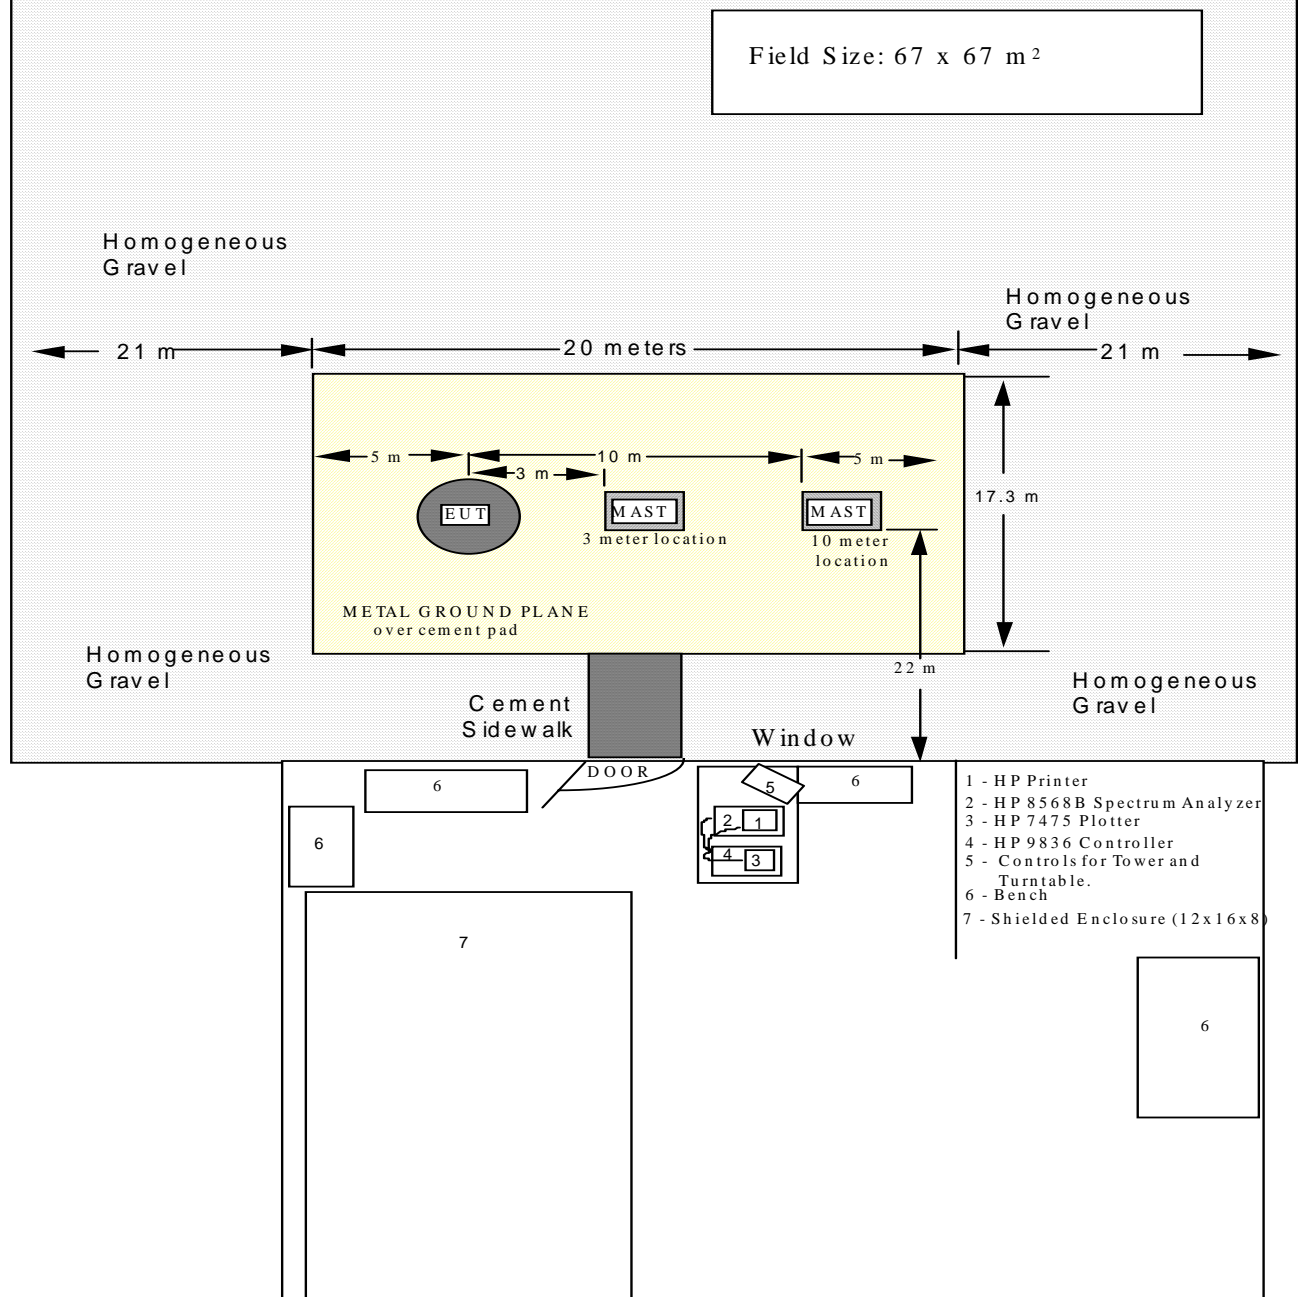 Field Size: 67 x 67 m²
Homogeneous
Gravel
Homogeneous
Gravel
21 m
20 meters
21 m
5 m
10 m
5 m
3 m
17.3 m
EUT
MAST
MAST
3 meter location
10 meter
location
METAL GROUND PLANE
over cement pad
Homogeneous
Gravel
22 m
Homogeneous
Gravel
Cement
Sidewalk
Window
DOOR
6
5
6
1 - HP Printer
2 - HP 8568B Spectrum Analyzer
3 - HP 7475 Plotter
4 - HP 9836 Controller
5 - Controls for Tower and
Turntable.
6 - Bench
7 - Shielded Enclosure (12x16x8)
2
1
6
4
3
7
6